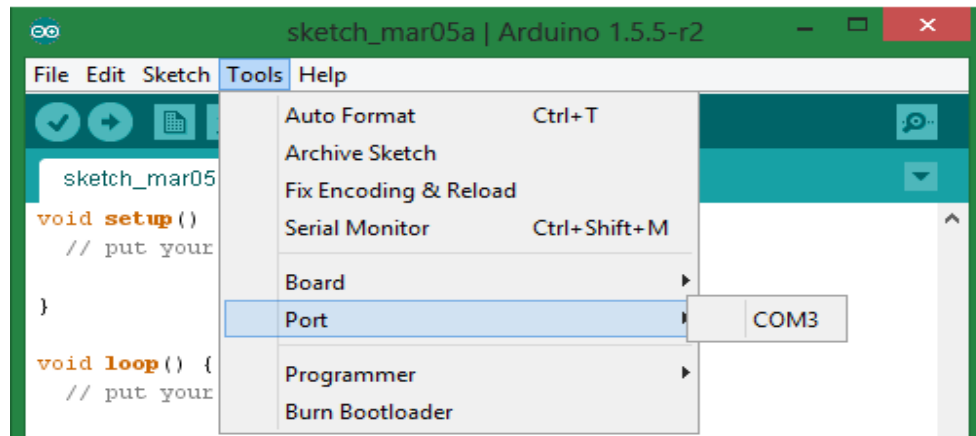 sketch_mar05a | Arduino 1.5.5-r2
File Edit Sketch Tools Help
Auto Format Ctrl+T
Archive Sketch
sketch_mar05
Fix Encoding & Reload
void setup() Serial Monitor Ctrl+Shift+M
// put your
Board
} Port COM3
void loop() {
Programmer
// put your
Burn Bootloader